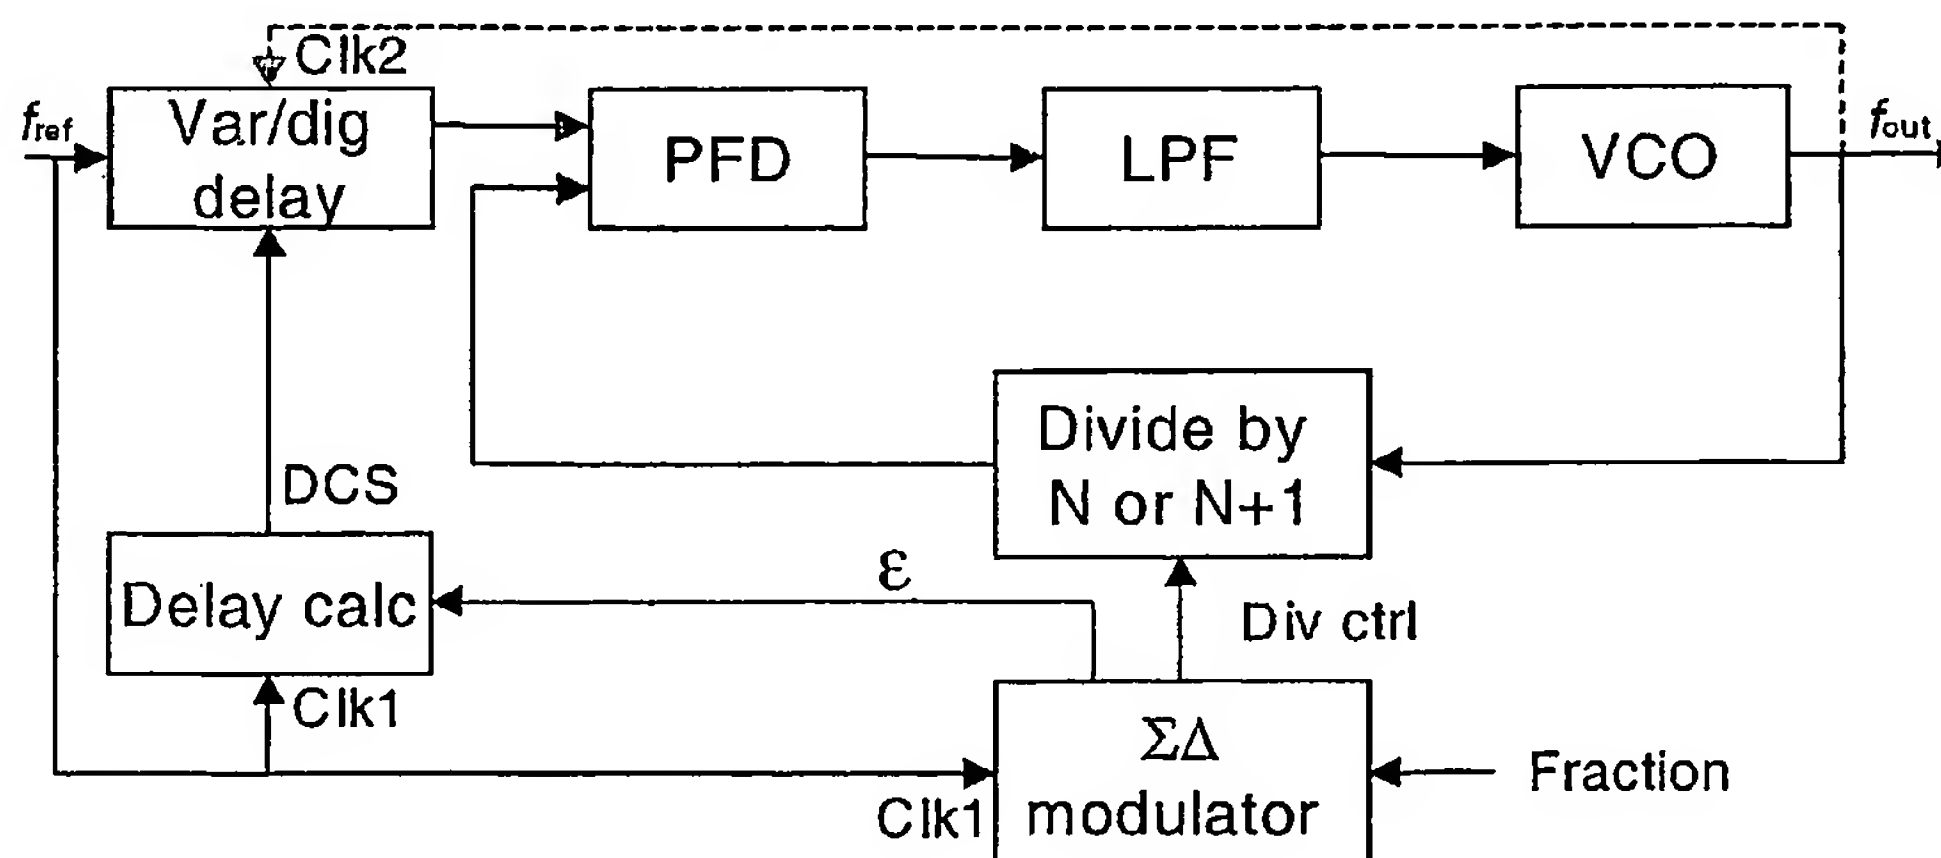 Clk2
fref
Var/dig
delay
PFD
LPF
VCO
fout
Divide by
N or N+1
DCS
ε
Delay calc
Div ctrl
Clk1
ΣΔ
modulator
Fraction
Clk1